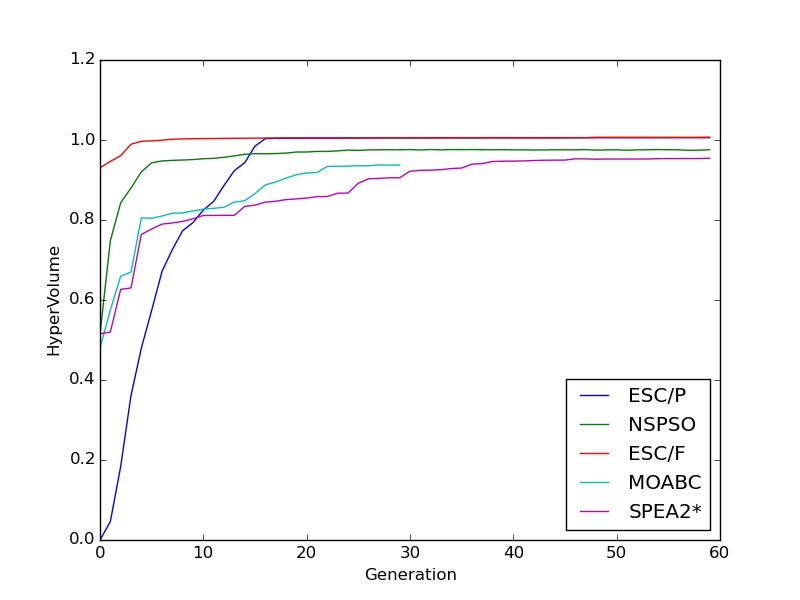 1.2
1.0
0.8
0.6
0.4
0.2
0.0
HyperVolume
0 10 20 30 40 50 60
Generation
ESC/P
NSPSO
ESC/F
MOABC
SPEA2*